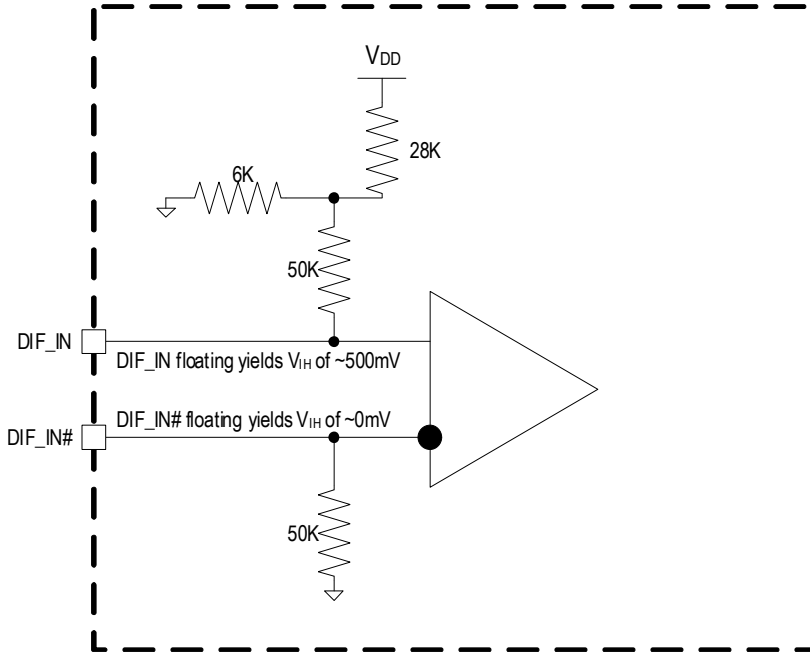 VDD
28K
6K
50K
DIF_IN
DIF_IN floating yields VIH of ~500mV
DIF_IN# floating yields VIH of ~0mV
DIF_IN#
50K